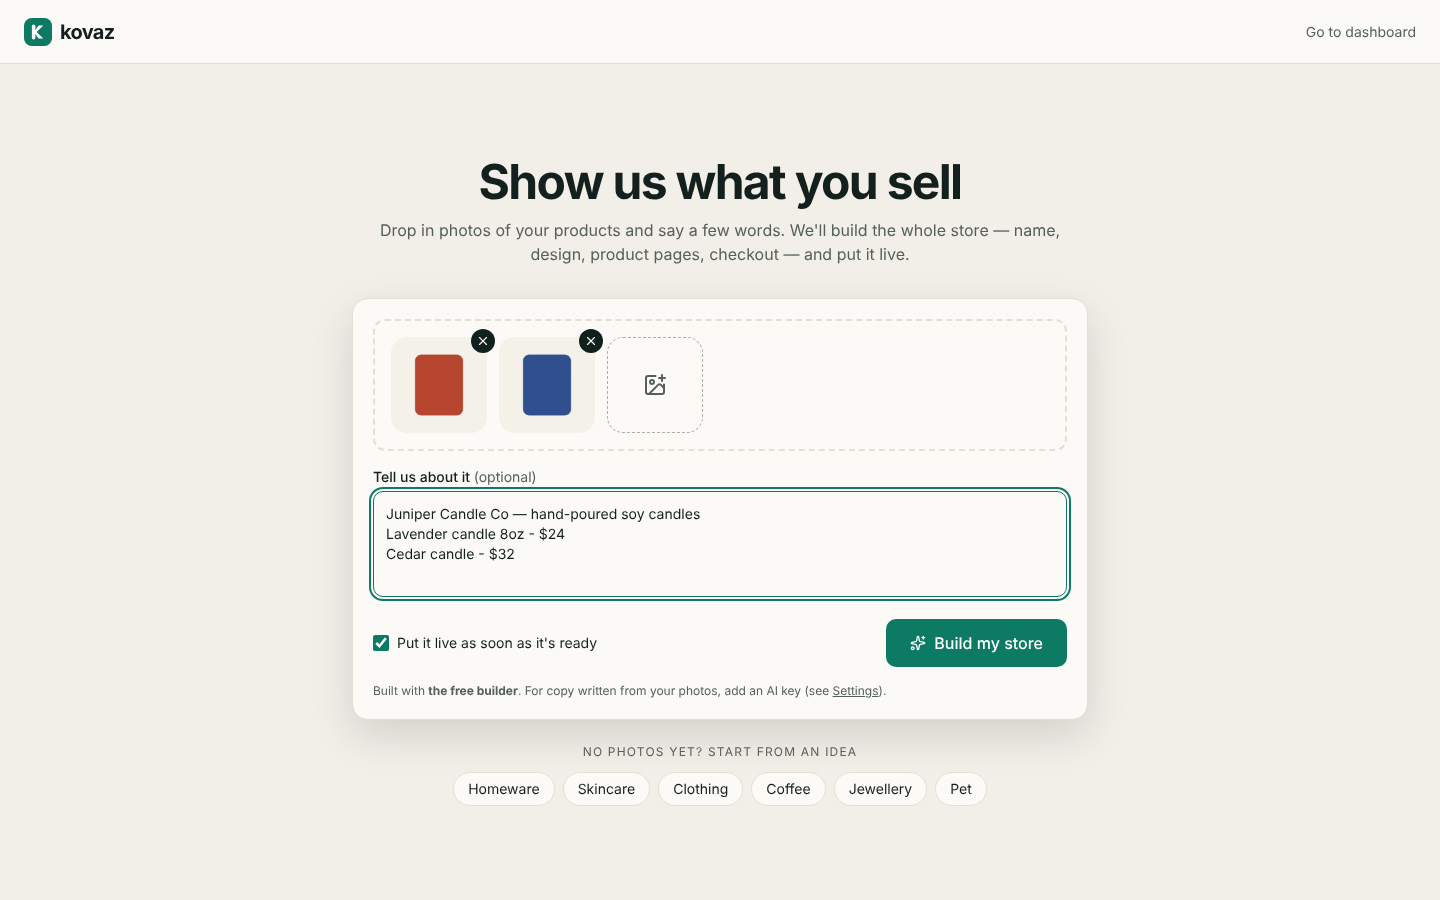 kovaz
Go to dashboard
Show us what you sell
Drop in photos of your products and say a few words. We'll build the whole store — name,
design, product pages, checkout — and put it live.
Tell us about it (optional)
Juniper Candle Co — hand-poured soy candles
Lavender candle 8oz - $24
Cedar candle - $32
Put it live as soon as it's ready
Build my store
Built with the free builder. For copy written from your photos, add an AI key (see Settings).
NO PHOTOS YET? START FROM AN IDEA
Homeware
Skincare
Clothing
Coffee
Jewellery
Pet